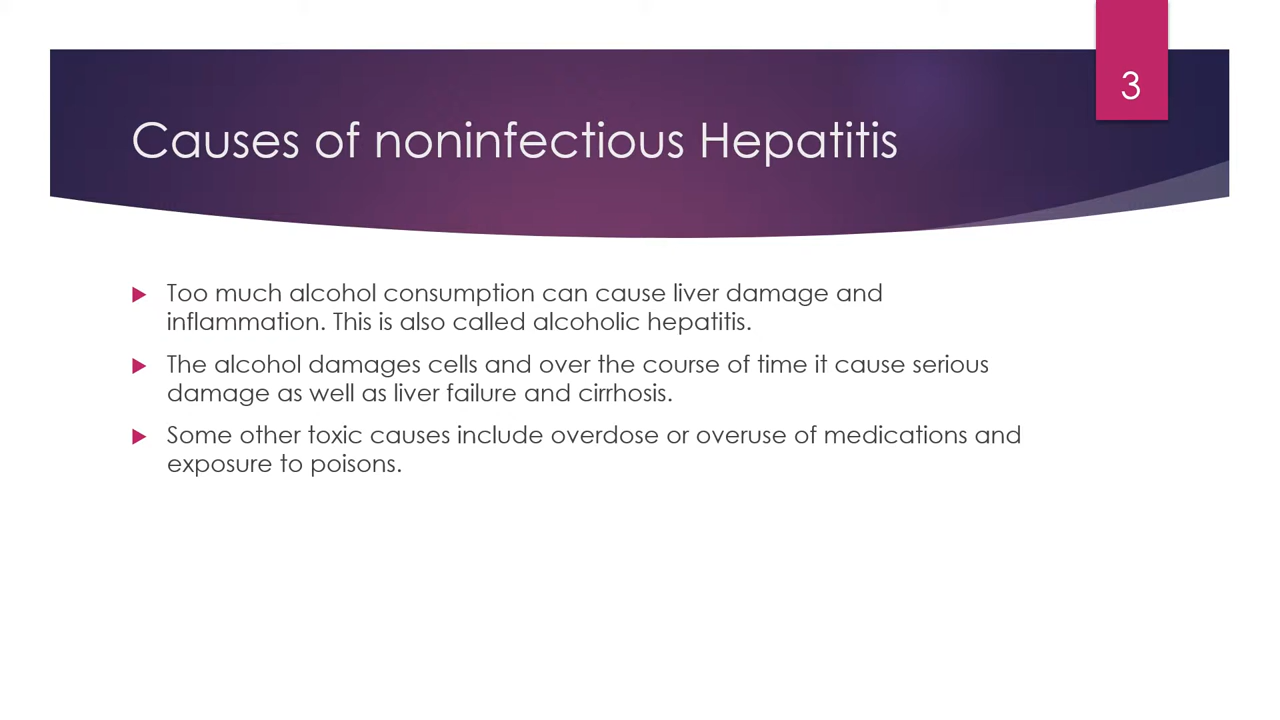 3
Causes of noninfectious Hepatitis
Too much alcohol consumption can cause liver damage and
inflammation. This is also called alcoholic hepatitis.
The alcohol damages cells and over the course of time it cause serious
damage as well as liver failure and cirrhosis.
Some other toxic causes include overdose or overuse of medications and
exposure to poisons.